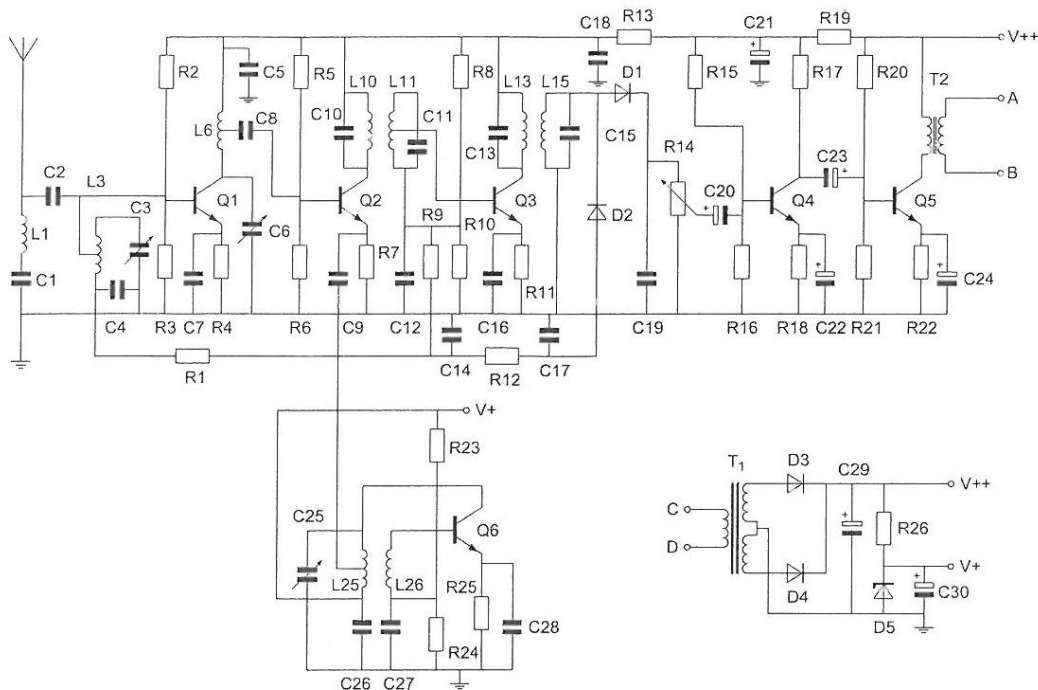 C18 R13 C21 R19
V++
R2 C5 R5 L10 L11 R8 L13 L15 D1 R15 R17 R20 T2
A
L6 C8 C10 C11 C13 C15 R14
C2 L3 C23 B
C3 Q1 C6 Q2 R9 Q3 D2 C20 Q4 Q5
L1 R7 R10
C1 R11 C24
C4 R3 C7 R4 R6 C9 C12 C16 C19 R16 R18 C22 R21 R22
R1 C14 R12 C17
V+
R23
T1 D3 C29
V++
C25 Q6 C
R26
D V+
L25 L26 R25 D4 C30
C28 D5
R24
C26 C27
+
+
+
+
+
+
+
+